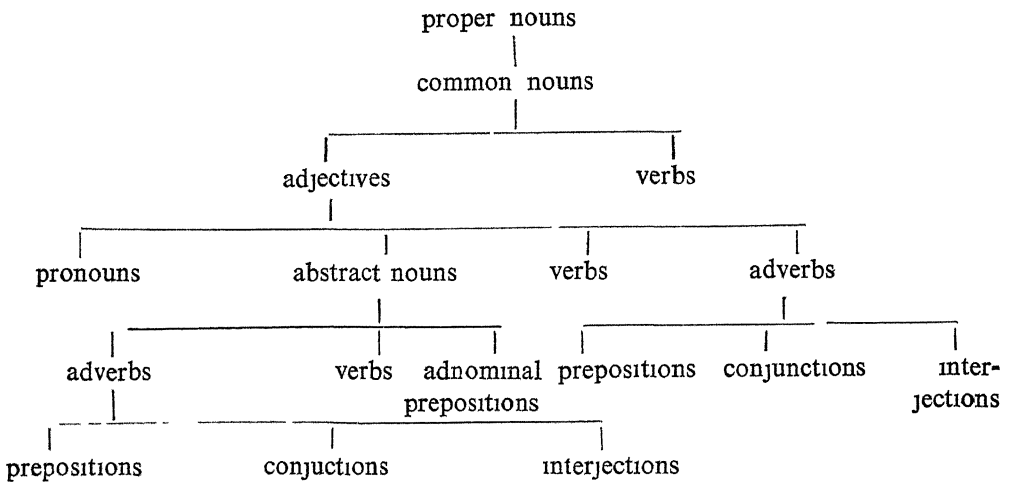 proper nouns
common nouns
adjectives verbs
pronouns abstract nouns verbs adverbs
adverbs verbs adnominal prepositions conjunctions inter-
prepositions jections
prepositions conjuctions interjections